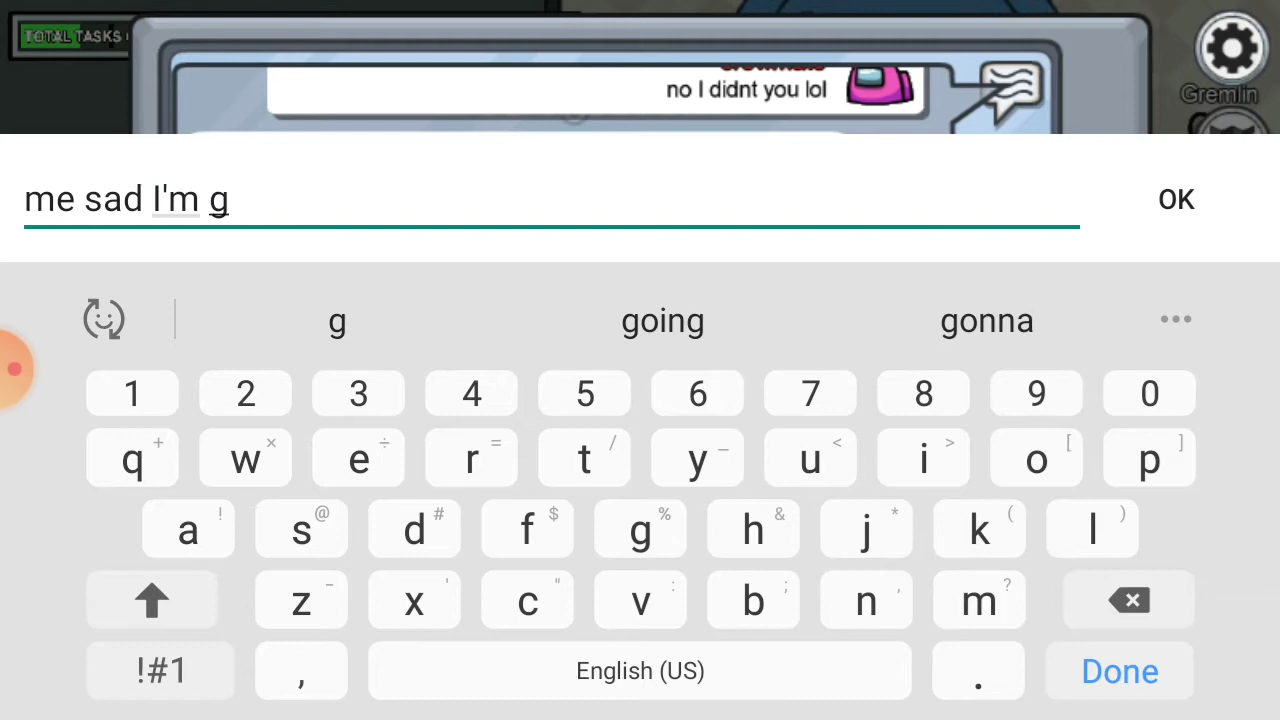 TOTAL TASKS
no I didnt you lol
Gremlin
me sad I'm g
OK
g going gonna
1 2 3 4 5 6 7 8 9 0
q + w × e ÷ r = t / y _ u < i > o [ p ]
a ! s @ d # f $ g % h & j * k ( l )
z - x ' c " v : b ; n , m ?
!#1 , English (US) . Done